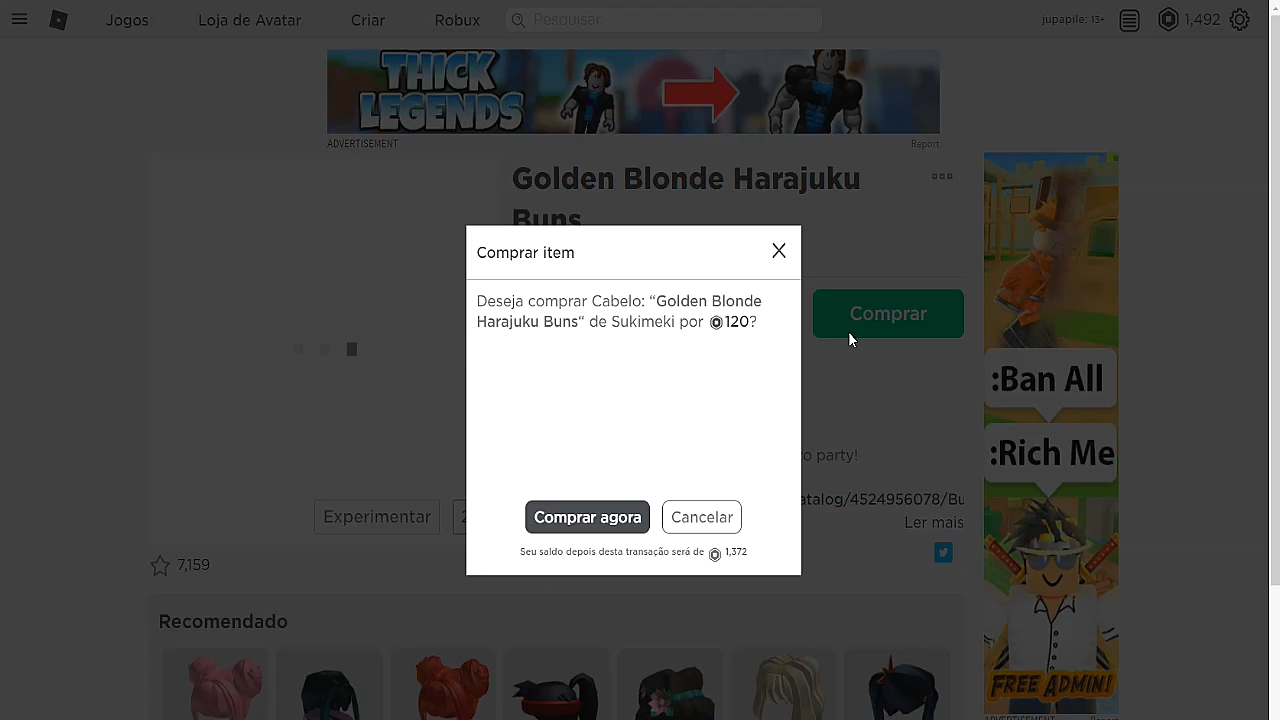 Jogos
Loja de Avatar
Criar
Robux
Pesquisar
jupapile: 13+
1,492
THICK
LEGENDS
ADVERTISEMENT
Report
Golden Blonde Harajuku
Buns
Comprar item
X
Deseja comprar Cabelo: “Golden Blonde
Harajuku Buns“ de Sukimeki por 120?
Comprar
Comprar agora
Cancelar
Seu saldo depois desta transação será de 1,372
o party!
atalog/4524956078/Bu
Ler mais
Experimentar
2
7,159
Recomendado
:Ban All
:Rich Me
FREE ADMIN!
ADVERTISEMENT
Report